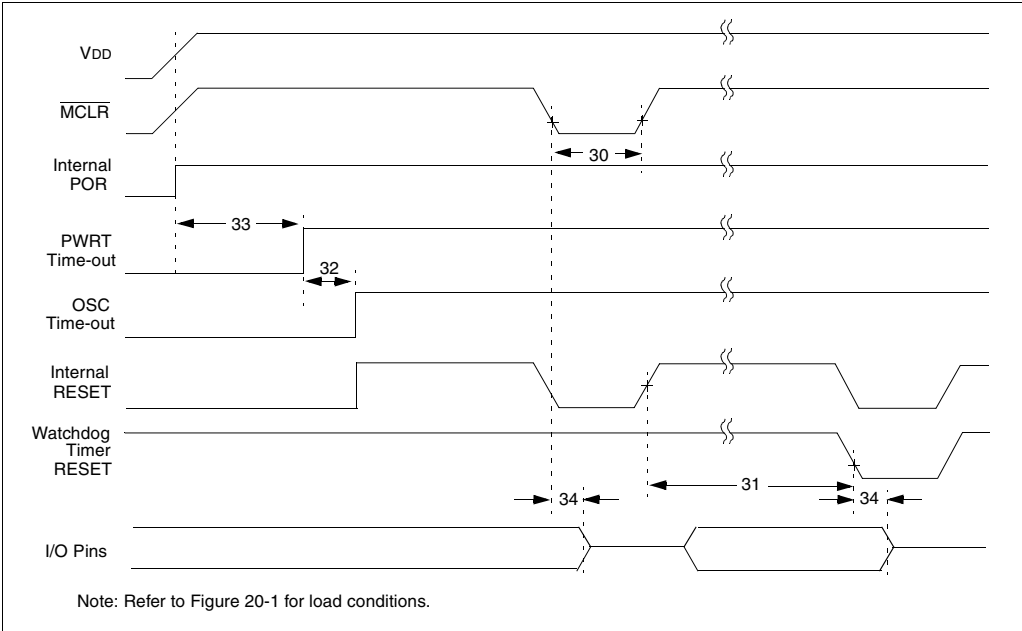 VDD
MCLR
30
Internal
POR
33
PWRT
Time-out
32
OSC
Time-out
Internal
RESET
Watchdog
Timer
RESET
31
34
34
I/O Pins
Note: Refer to Figure 20-1 for load conditions.